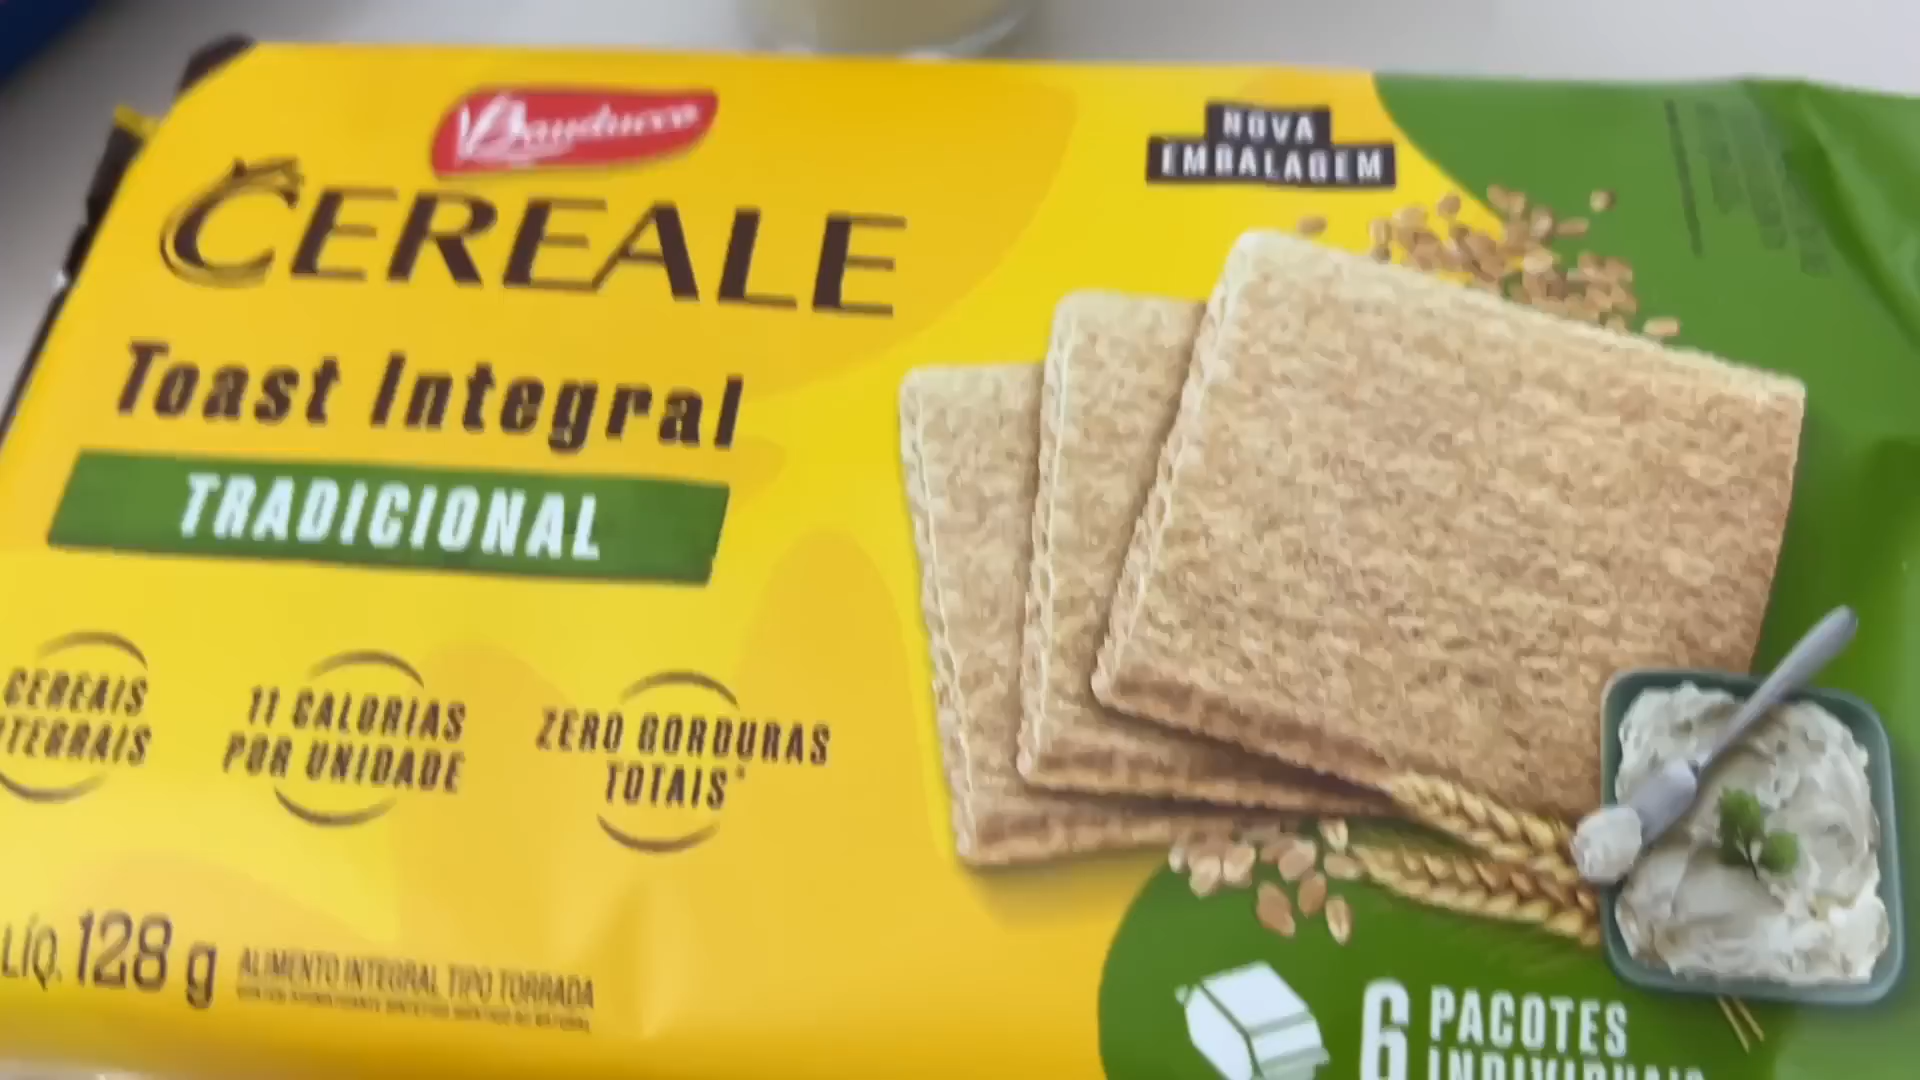 Bauducco
NOVA
EMBALAGEM
CEREALE
Toast Integral
TRADICIONAL
CEREAIS
11 CALORIAS
POR UNIDADE
ZERO GORDURAS
TOTAIS*
LÍQ. 128 g
ALIMENTO INTEGRAL TIPO TORRADA
6 PACOTES